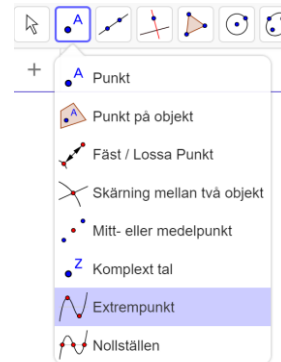 A
+
A Punkt
A Punkt på objekt
Fäst / Lossa Punkt
Skärning mellan två objekt
Mitt- eller medelpunkt
Z Komplext tal
Extrempunkt
Nollställen